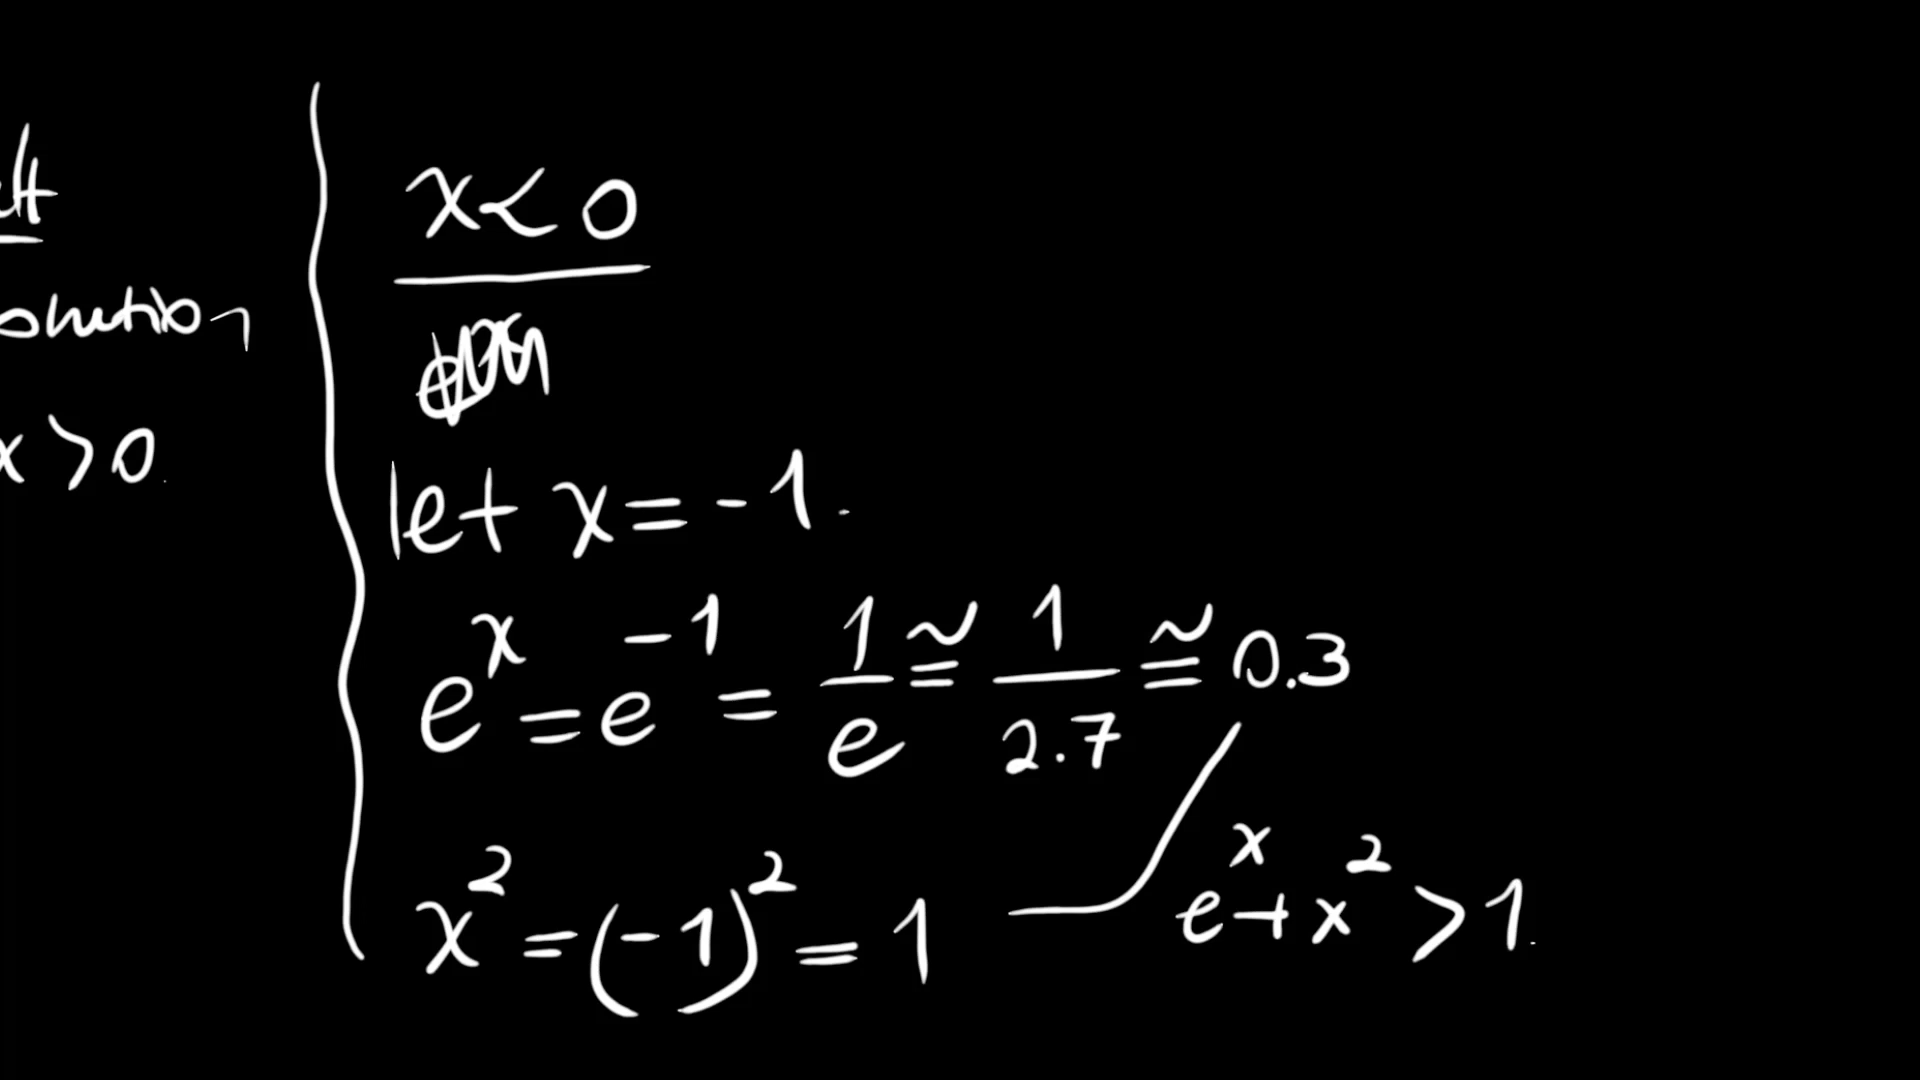 x > 0
x < 0
let x = -1.
e^x = e^-1 = 1/e ≅ 1/2.7 ≅ 0.3
x^2 = (-1)^2 = 1
e^x + x^2 > 1.